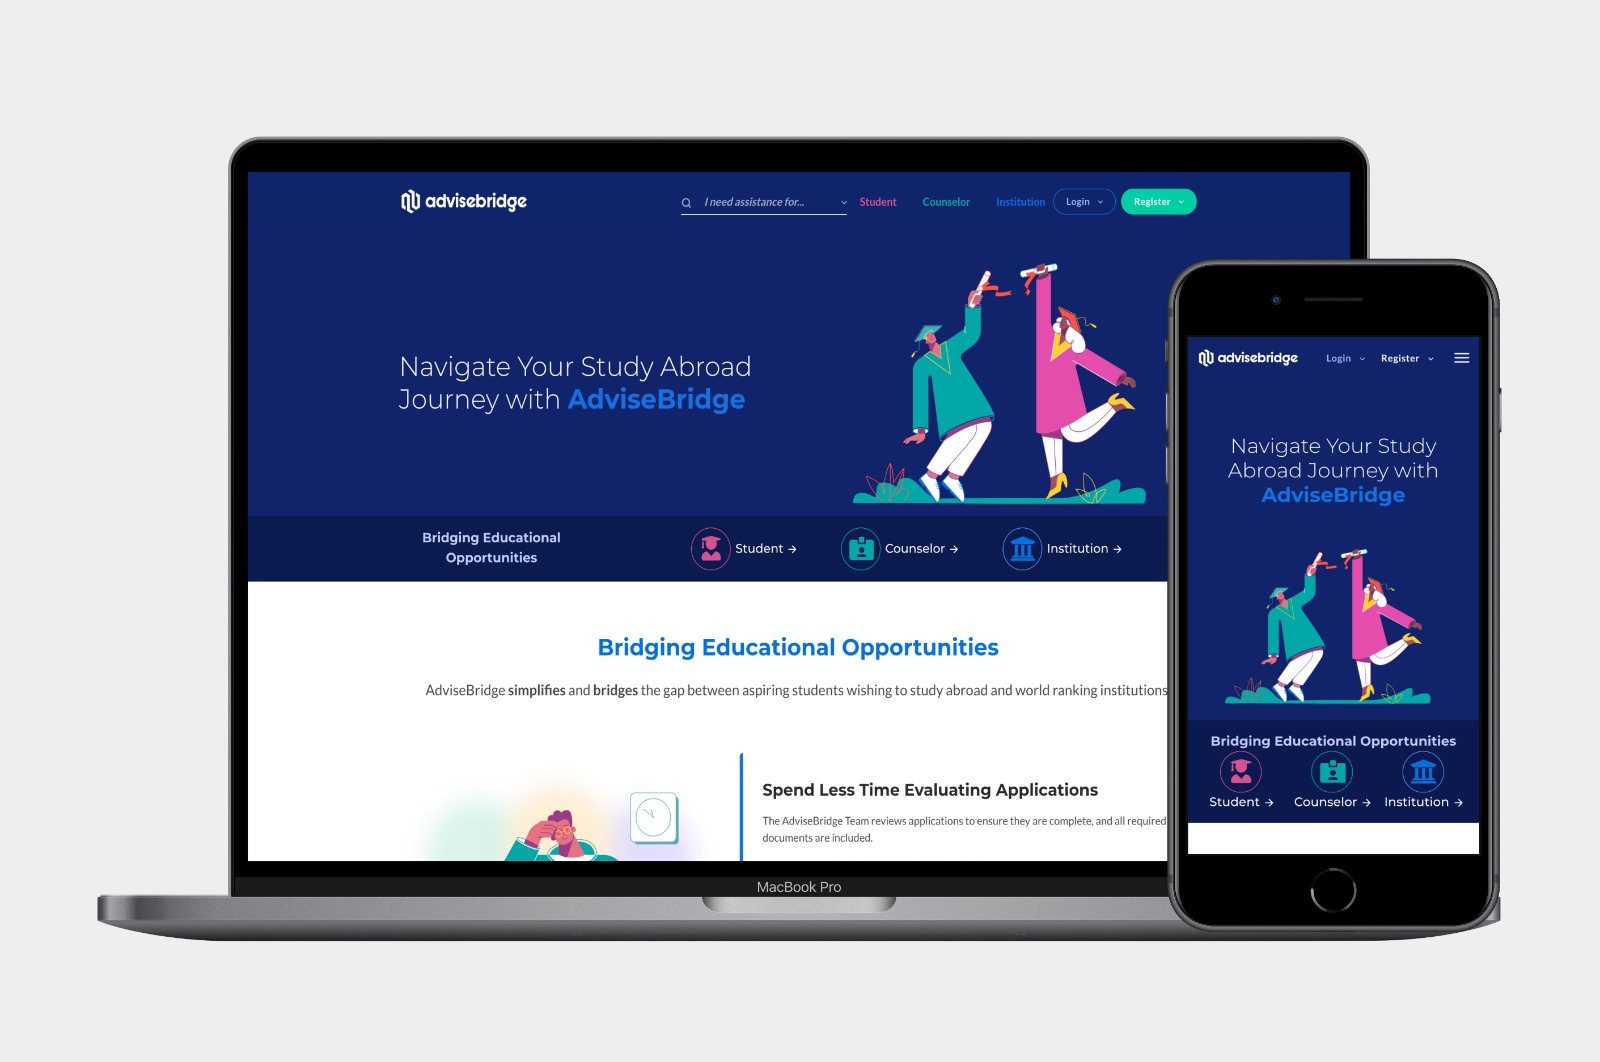 advisebridge
I need assistance for...
Student
Counselor
Institution
Login
Register
Navigate Your Study Abroad
Journey with AdviseBridge
Bridging Educational
Opportunities
Student →
Counselor →
Institution →
Bridging Educational Opportunities
AdviseBridge simplifies and bridges the gap between aspiring students wishing to study abroad and world ranking institutions
Spend Less Time Evaluating Applications
The AdviseBridge Team reviews applications to ensure they are complete, and all required
documents are included.
MacBook Pro
advisebridge
Login
Register
Navigate Your Study
Abroad Journey with
AdviseBridge
Bridging Educational Opportunities
Student →
Counselor →
Institution →